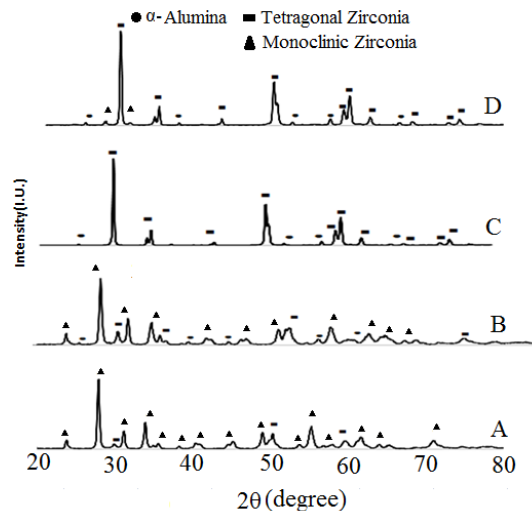 α- Alumina Tetragonal Zirconia
Monoclinic Zirconia
D
C
B
A
Intensity(I.U.)
20 30 40 50 60 70 80
2θ (degree)